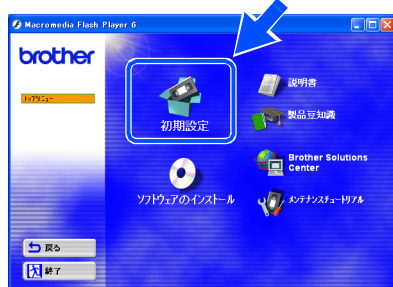 Macromedia Flash Player 6
brother
トップメニュー
初期設定
説明書
製品豆知識
Brother Solutions
Center
ソフトウェアのインストール
メンテナンスチュートリアル
戻る
終了